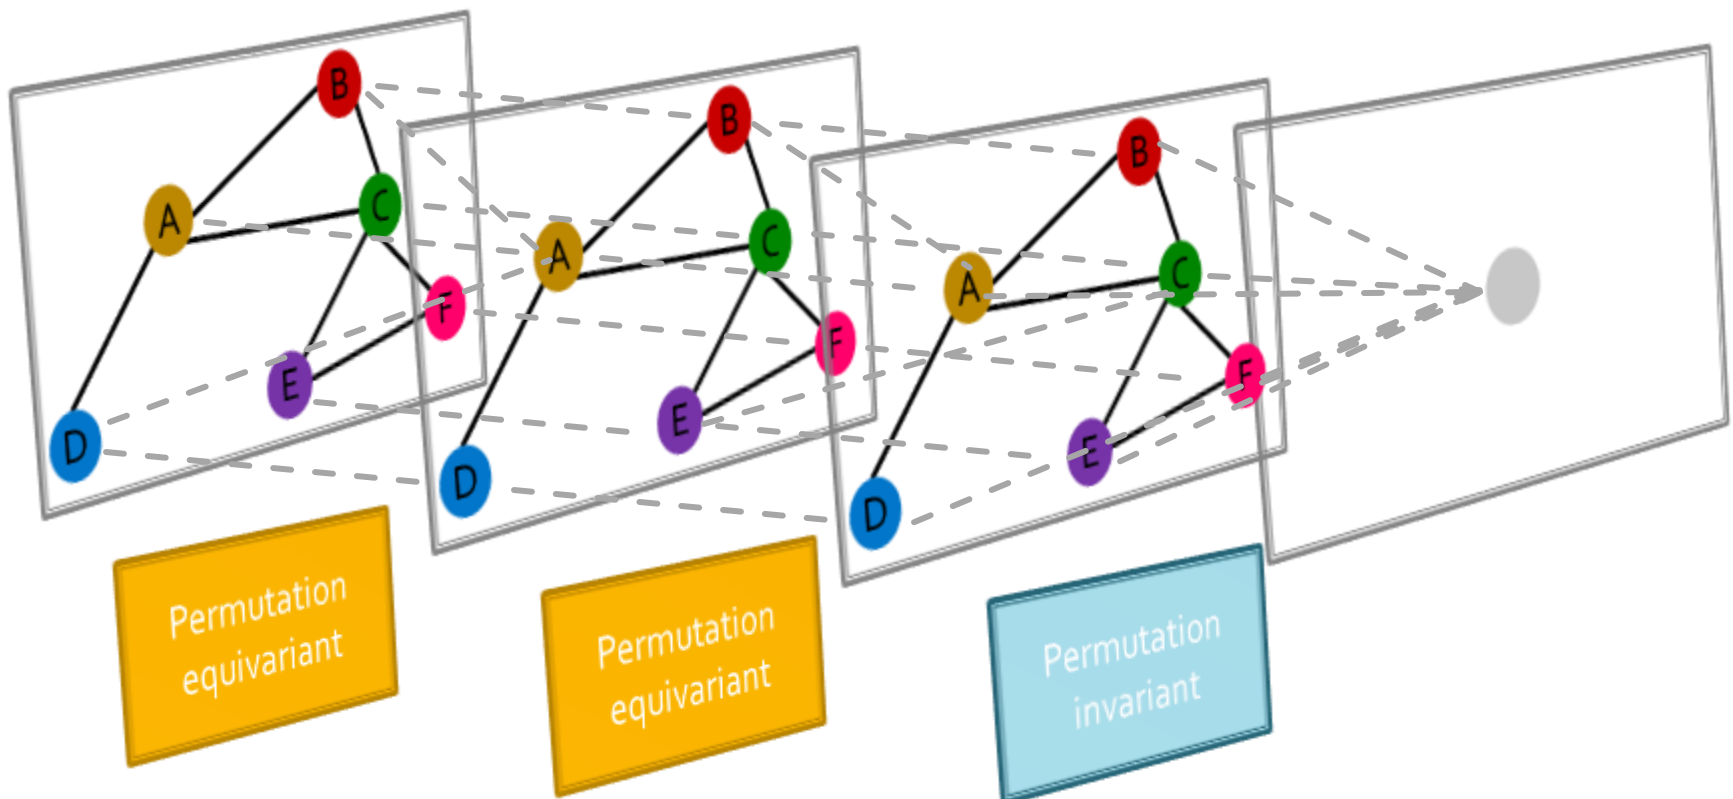 B
A
C
F
E
D
B
A
C
F
E
D
B
A
C
F
E
D
Permutation
equivariant
Permutation
equivariant
Permutation
invariant